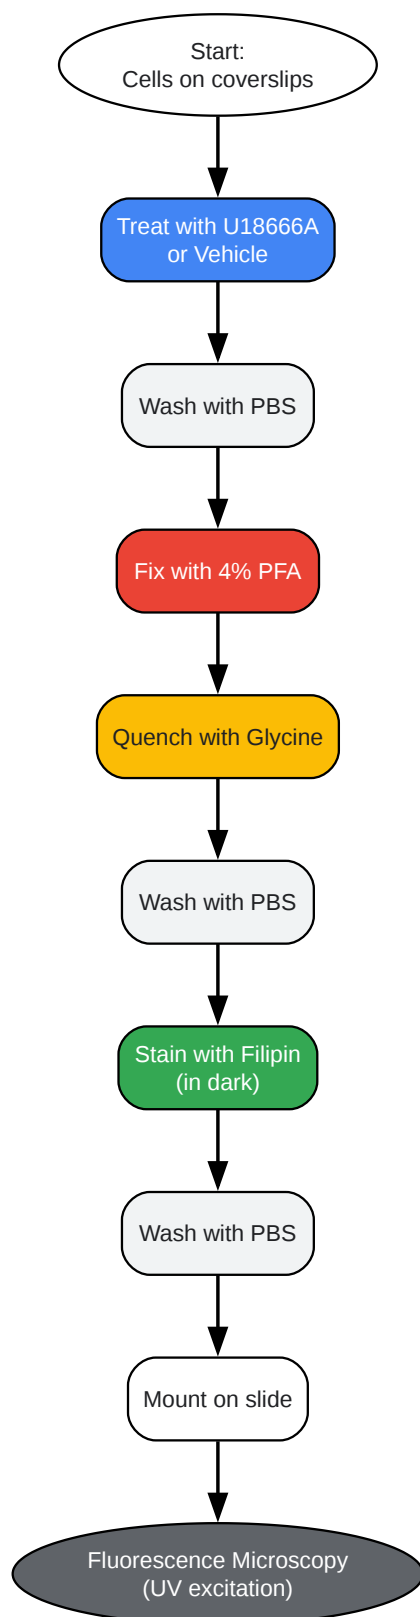 Start:
Cells on coverslips
Treat with U18666A
or Vehicle
Wash with PBS
Fix with 4% PFA
Quench with Glycine
Wash with PBS
Stain with Filipin
(in dark)
Wash with PBS
Mount on slide
Fluorescence Microscopy
(UV excitation)